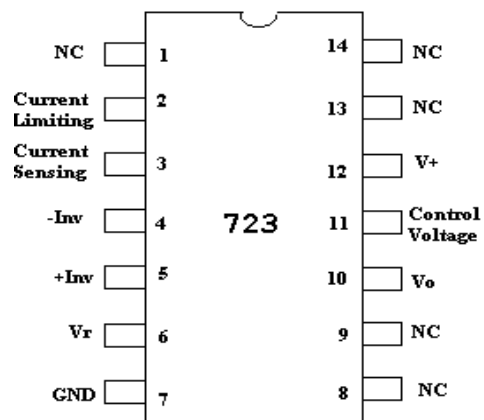 NC 1 14 NC
Current
Limiting 2 13 NC
Current
Sensing 3 12 V+
-Inv 4 723 11 Control
Voltage
+Inv 5 10 Vo
Vr 6 9 NC
GND 7 8 NC